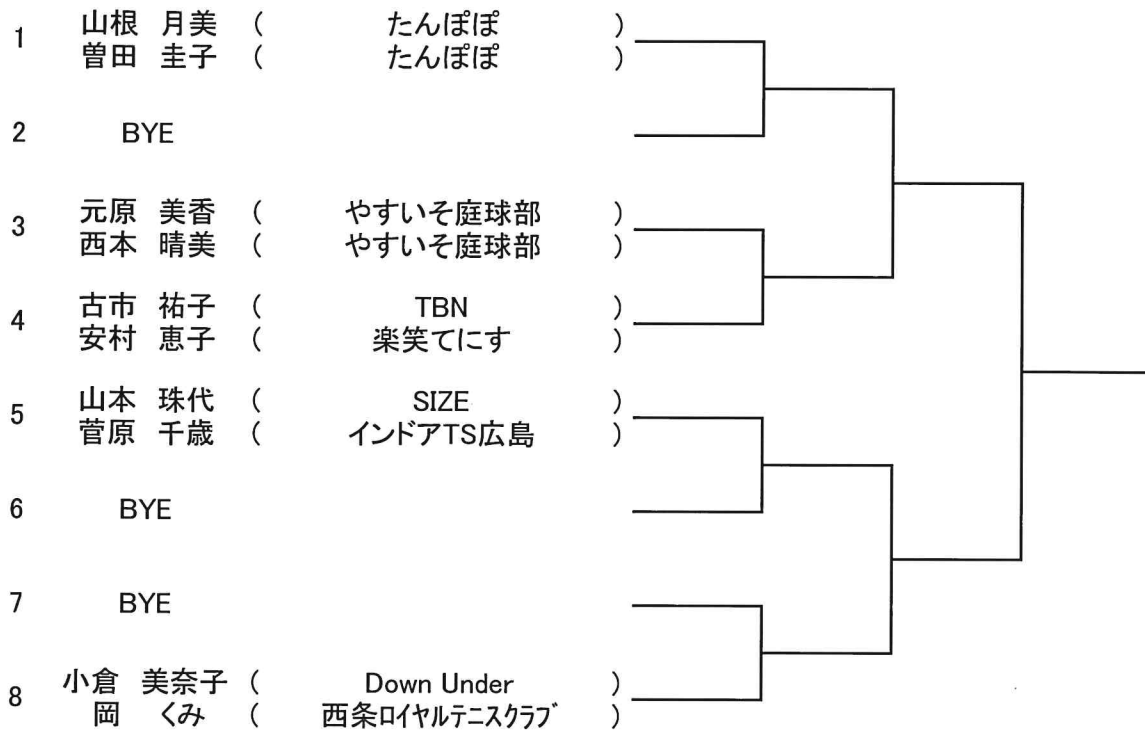 1
山根 月美 ( たんぽぽ )
曽田 圭子 ( たんぽぽ )
2 BYE
3
元原 美香 ( やすいそ庭球部 )
西本 晴美 ( やすいそ庭球部 )
4
古市 祐子 ( TBN )
安村 恵子 ( 楽笑てにす )
5
山本 珠代 ( SIZE )
菅原 千歳 ( インドアTS広島 )
6 BYE
7 BYE
8
小倉 美奈子 ( Down Under )
岡 くみ ( 西条ロイヤルテニスクラブ )